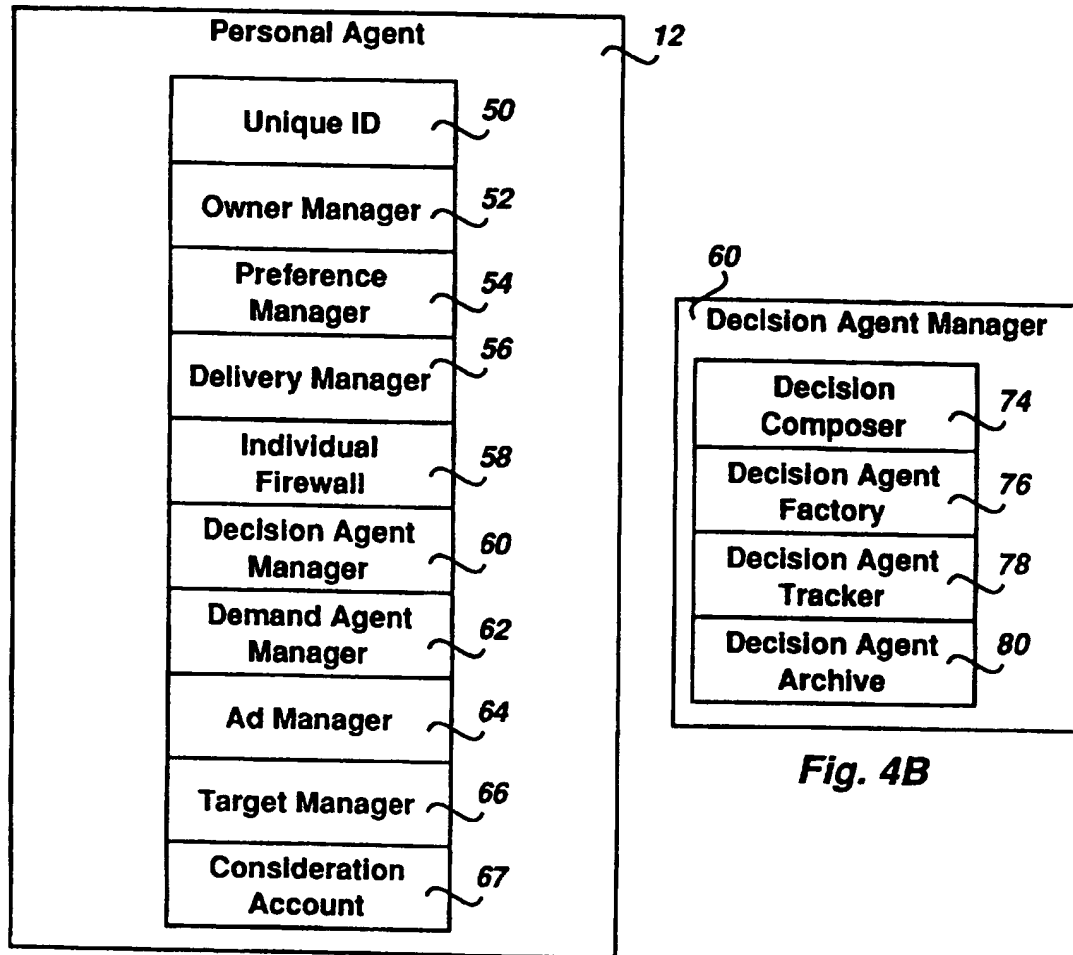 Personal Agent
12
Unique ID
50
Owner Manager
52
Preference
Manager
54
Delivery Manager
56
Individual
Firewall
58
Decision Agent
Manager
60
Demand Agent
Manager
62
Ad Manager
64
Target Manager
66
Consideration
Account
67
60
Decision Agent Manager
Decision
Composer
74
Decision Agent
Factory
76
Decision Agent
Tracker
78
Decision Agent
Archive
80
Fig. 4B